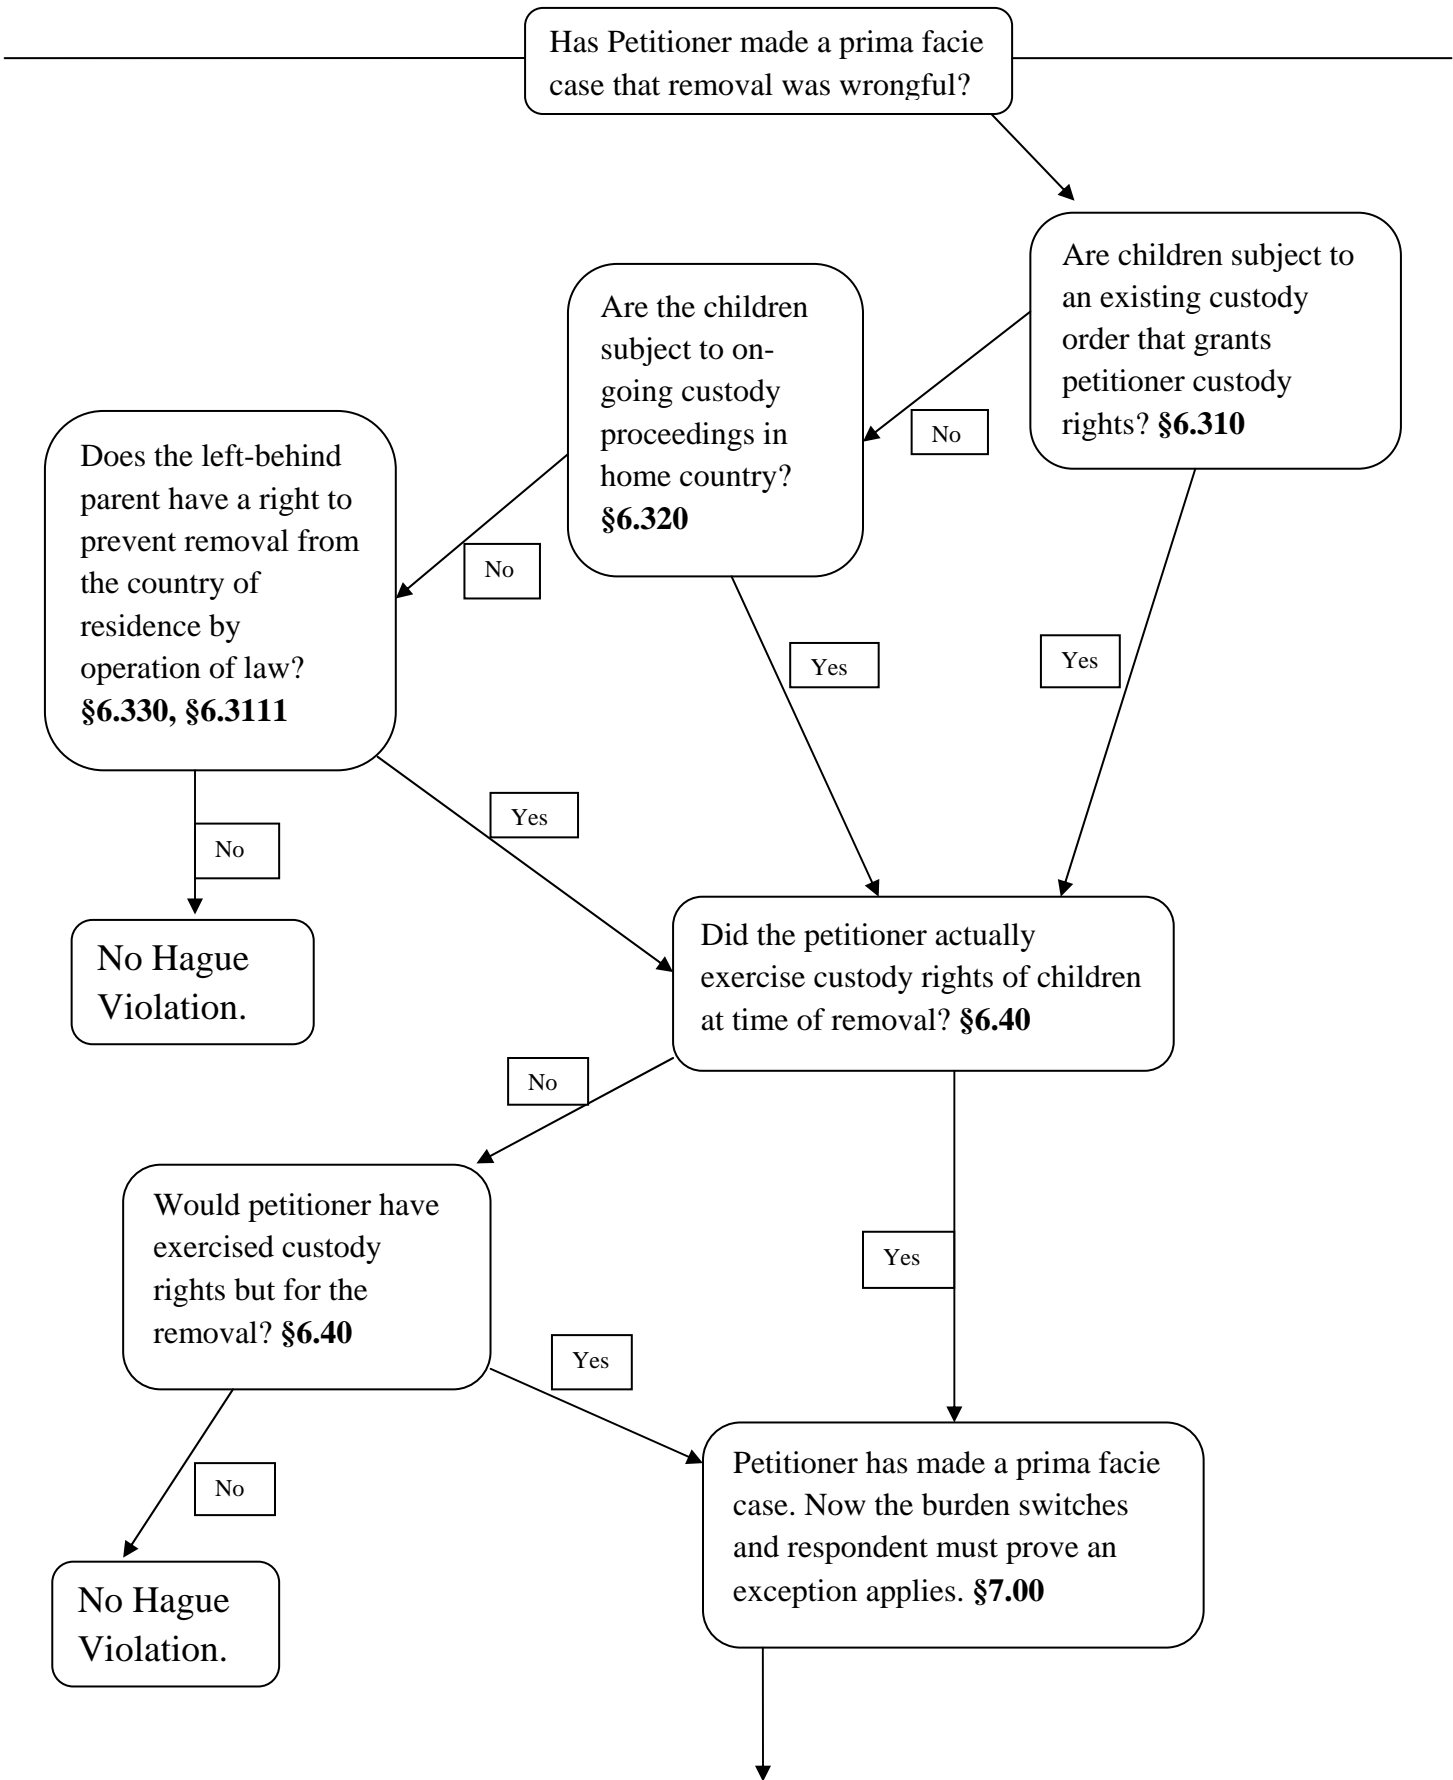 Has Petitioner made a prima facie
case that removal was wrongful?
Are children subject to
an existing custody
order that grants
petitioner custody
rights? §6.310
Are the children
subject to on-
going custody
proceedings in
home country?
§6.320
No
Does the left-behind
parent have a right to
prevent removal from
the country of
residence by
operation of law?
§6.330, §6.3111
No
Yes
Yes
Yes
No
No Hague
Violation.
Did the petitioner actually
exercise custody rights of children
at time of removal? §6.40
No
Would petitioner have
exercised custody
rights but for the
removal? §6.40
Yes
Yes
No
Petitioner has made a prima facie
case. Now the burden switches
and respondent must prove an
exception applies. §7.00
No Hague
Violation.